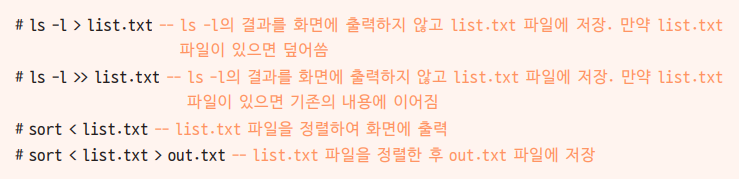 # ls -l > list.txt -- ls -l의 결과를 화면에 출력하지 않고 list.txt 파일에 저장. 만약 list.txt
파일이 있으면 덮어씀
# ls -l >> list.txt -- ls -l의 결과를 화면에 출력하지 않고 list.txt 파일에 저장. 만약 list.txt
파일이 있으면 기존의 내용에 이어짐
# sort < list.txt -- list.txt 파일을 정렬하여 화면에 출력
# sort < list.txt > out.txt -- list.txt 파일을 정렬한 후 out.txt 파일에 저장